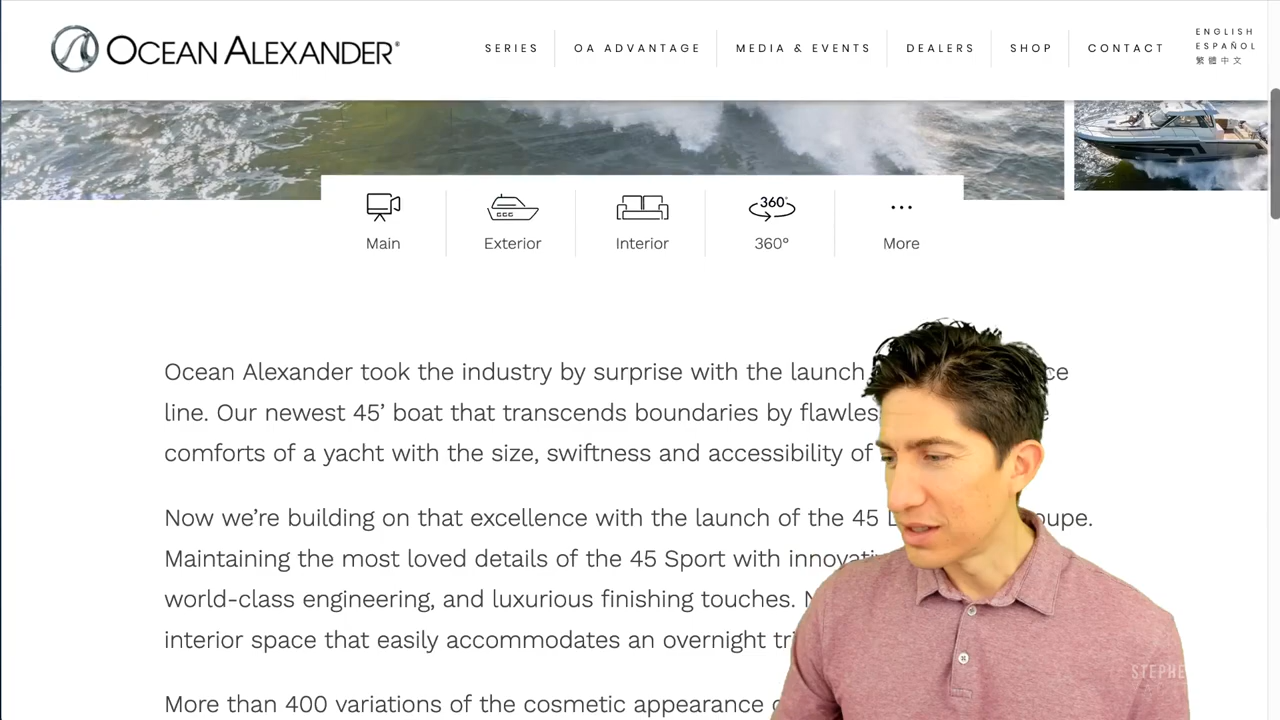 OCEAN ALEXANDER®
SERIES
OA ADVANTAGE
MEDIA & EVENTS
DEALERS
SHOP
CONTACT
ENGLISH
ESPAÑOL
繁體中文
360°
Main
Exterior
Interior
360°
More
Ocean Alexander took the industry by surprise with the launch
line. Our newest 45’ boat that transcends boundaries by
comforts of a yacht with the size, swiftness and accessibility of
Now we’re building on that excellence with the launch of the 45
Maintaining the most loved details of the 45 Sport with
world-class engineering, and luxurious finishing touches.
interior space that easily accommodates an overnight
More than 400 variations of the cosmetic appearance
STEPHE